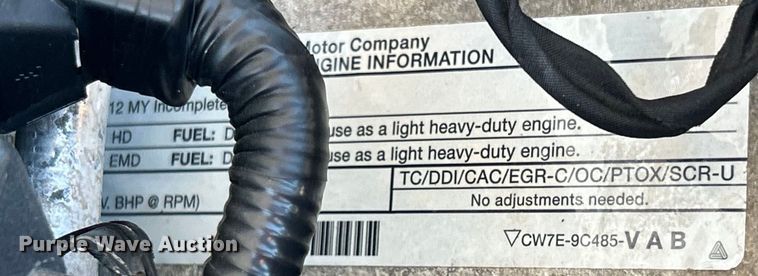 Motor Company
ENGINE INFORMATION
12 MY Incomplete
HD FUEL: D use as a light heavy-duty engine.
EMD FUEL: D use as a light heavy-duty engine.
TC/DDI/CAC/EGR-C/OC/PTOX/SCR-U
V. BHP @ RPM) No adjustments needed.
▽CW7E-9C485-VAB
Purple Wave Auction